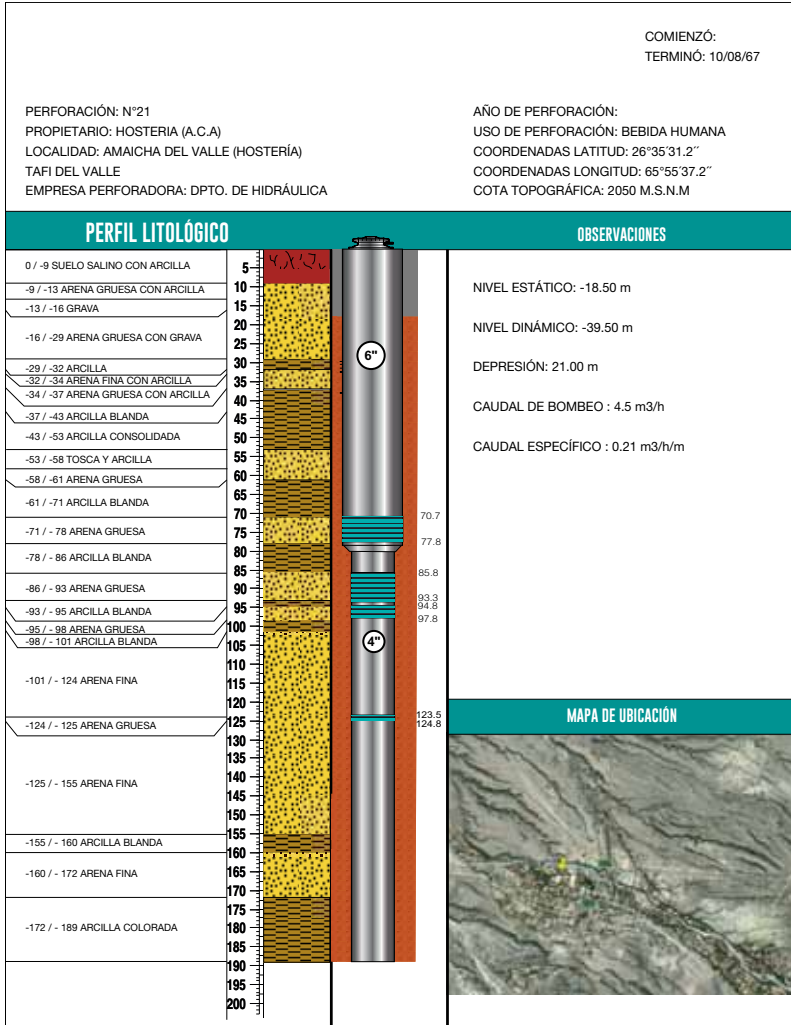 COMIENZÓ:
TERMINÓ: 10/08/67
PERFORACIÓN: N°21
PROPIETARIO: HOSTERIA (A.C.A)
LOCALIDAD: AMAICHA DEL VALLE (HOSTERÍA)
TAFI DEL VALLE
EMPRESA PERFORADORA: DPTO. DE HIDRÁULICA
AÑO DE PERFORACIÓN:
USO DE PERFORACIÓN: BEBIDA HUMANA
COORDENADAS LATITUD: 26°35´31.2´´
COORDENADAS LONGITUD: 65°55´37.2´´
COTA TOPOGRÁFICA: 2050 M.S.N.M
PERFIL LITOLÓGICO
0 / -9 SUELO SALINO CON ARCILLA
-9 / -13 ARENA GRUESA CON ARCILLA
-13 / -16 GRAVA
-16 / -29 ARENA GRUESA CON GRAVA
-29 / -32 ARCILLA
-32 / -34 ARENA FINA CON ARCILLA
-34 / -37 ARENA GRUESA CON ARCILLA
-37 / -43 ARCILLA BLANDA
-43 / -53 ARCILLA CONSOLIDADA
-53 / -58 TOSCA Y ARCILLA
-58 / -61 ARENA GRUESA
-61 / -71 ARCILLA BLANDA
-71 / - 78 ARENA GRUESA
-78 / - 86 ARCILLA BLANDA
-86 / - 93 ARENA GRUESA
-93 / - 95 ARCILLA BLANDA
-95 / - 98 ARENA GRUESA
-98 / - 101 ARCILLA BLANDA
-101 / - 124 ARENA FINA
-124 / - 125 ARENA GRUESA
-125 / - 155 ARENA FINA
-155 / - 160 ARCILLA BLANDA
-160 / - 172 ARENA FINA
-172 / - 189 ARCILLA COLORADA
5
10
15
20
25
30
35
40
45
50
55
60
65
70
75
80
85
90
95
100
105
110
115
120
125
130
135
140
145
150
155
160
165
170
175
180
185
190
195
200
6"
4"
70.7
77.8
85.8
93.3
94.8
97.8
123.5
124.8
OBSERVACIONES
NIVEL ESTÁTICO: -18.50 m
NIVEL DINÁMICO: -39.50 m
DEPRESIÓN: 21.00 m
CAUDAL DE BOMBEO : 4.5 m3/h
CAUDAL ESPECÍFICO : 0.21 m3/h/m
MAPA DE UBICACIÓN